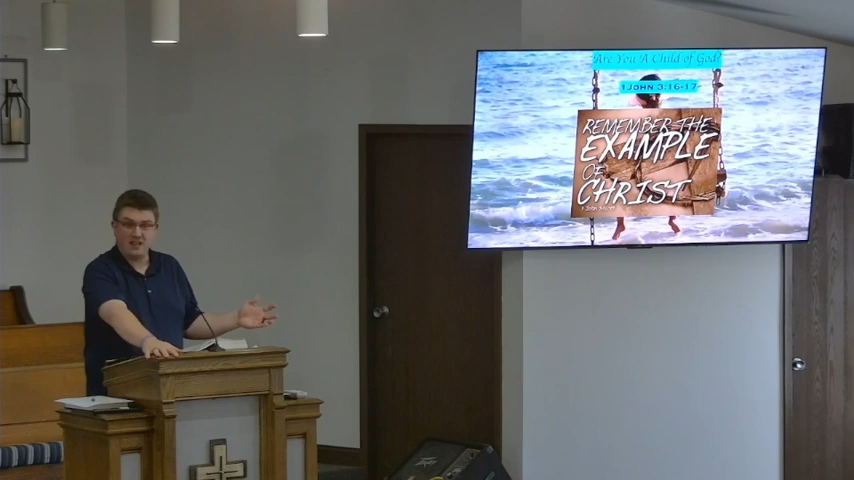 Are You A Child of God?
1 John 3:16-17
REMEMBER THE
EXAMPLE
OF
CHRIST